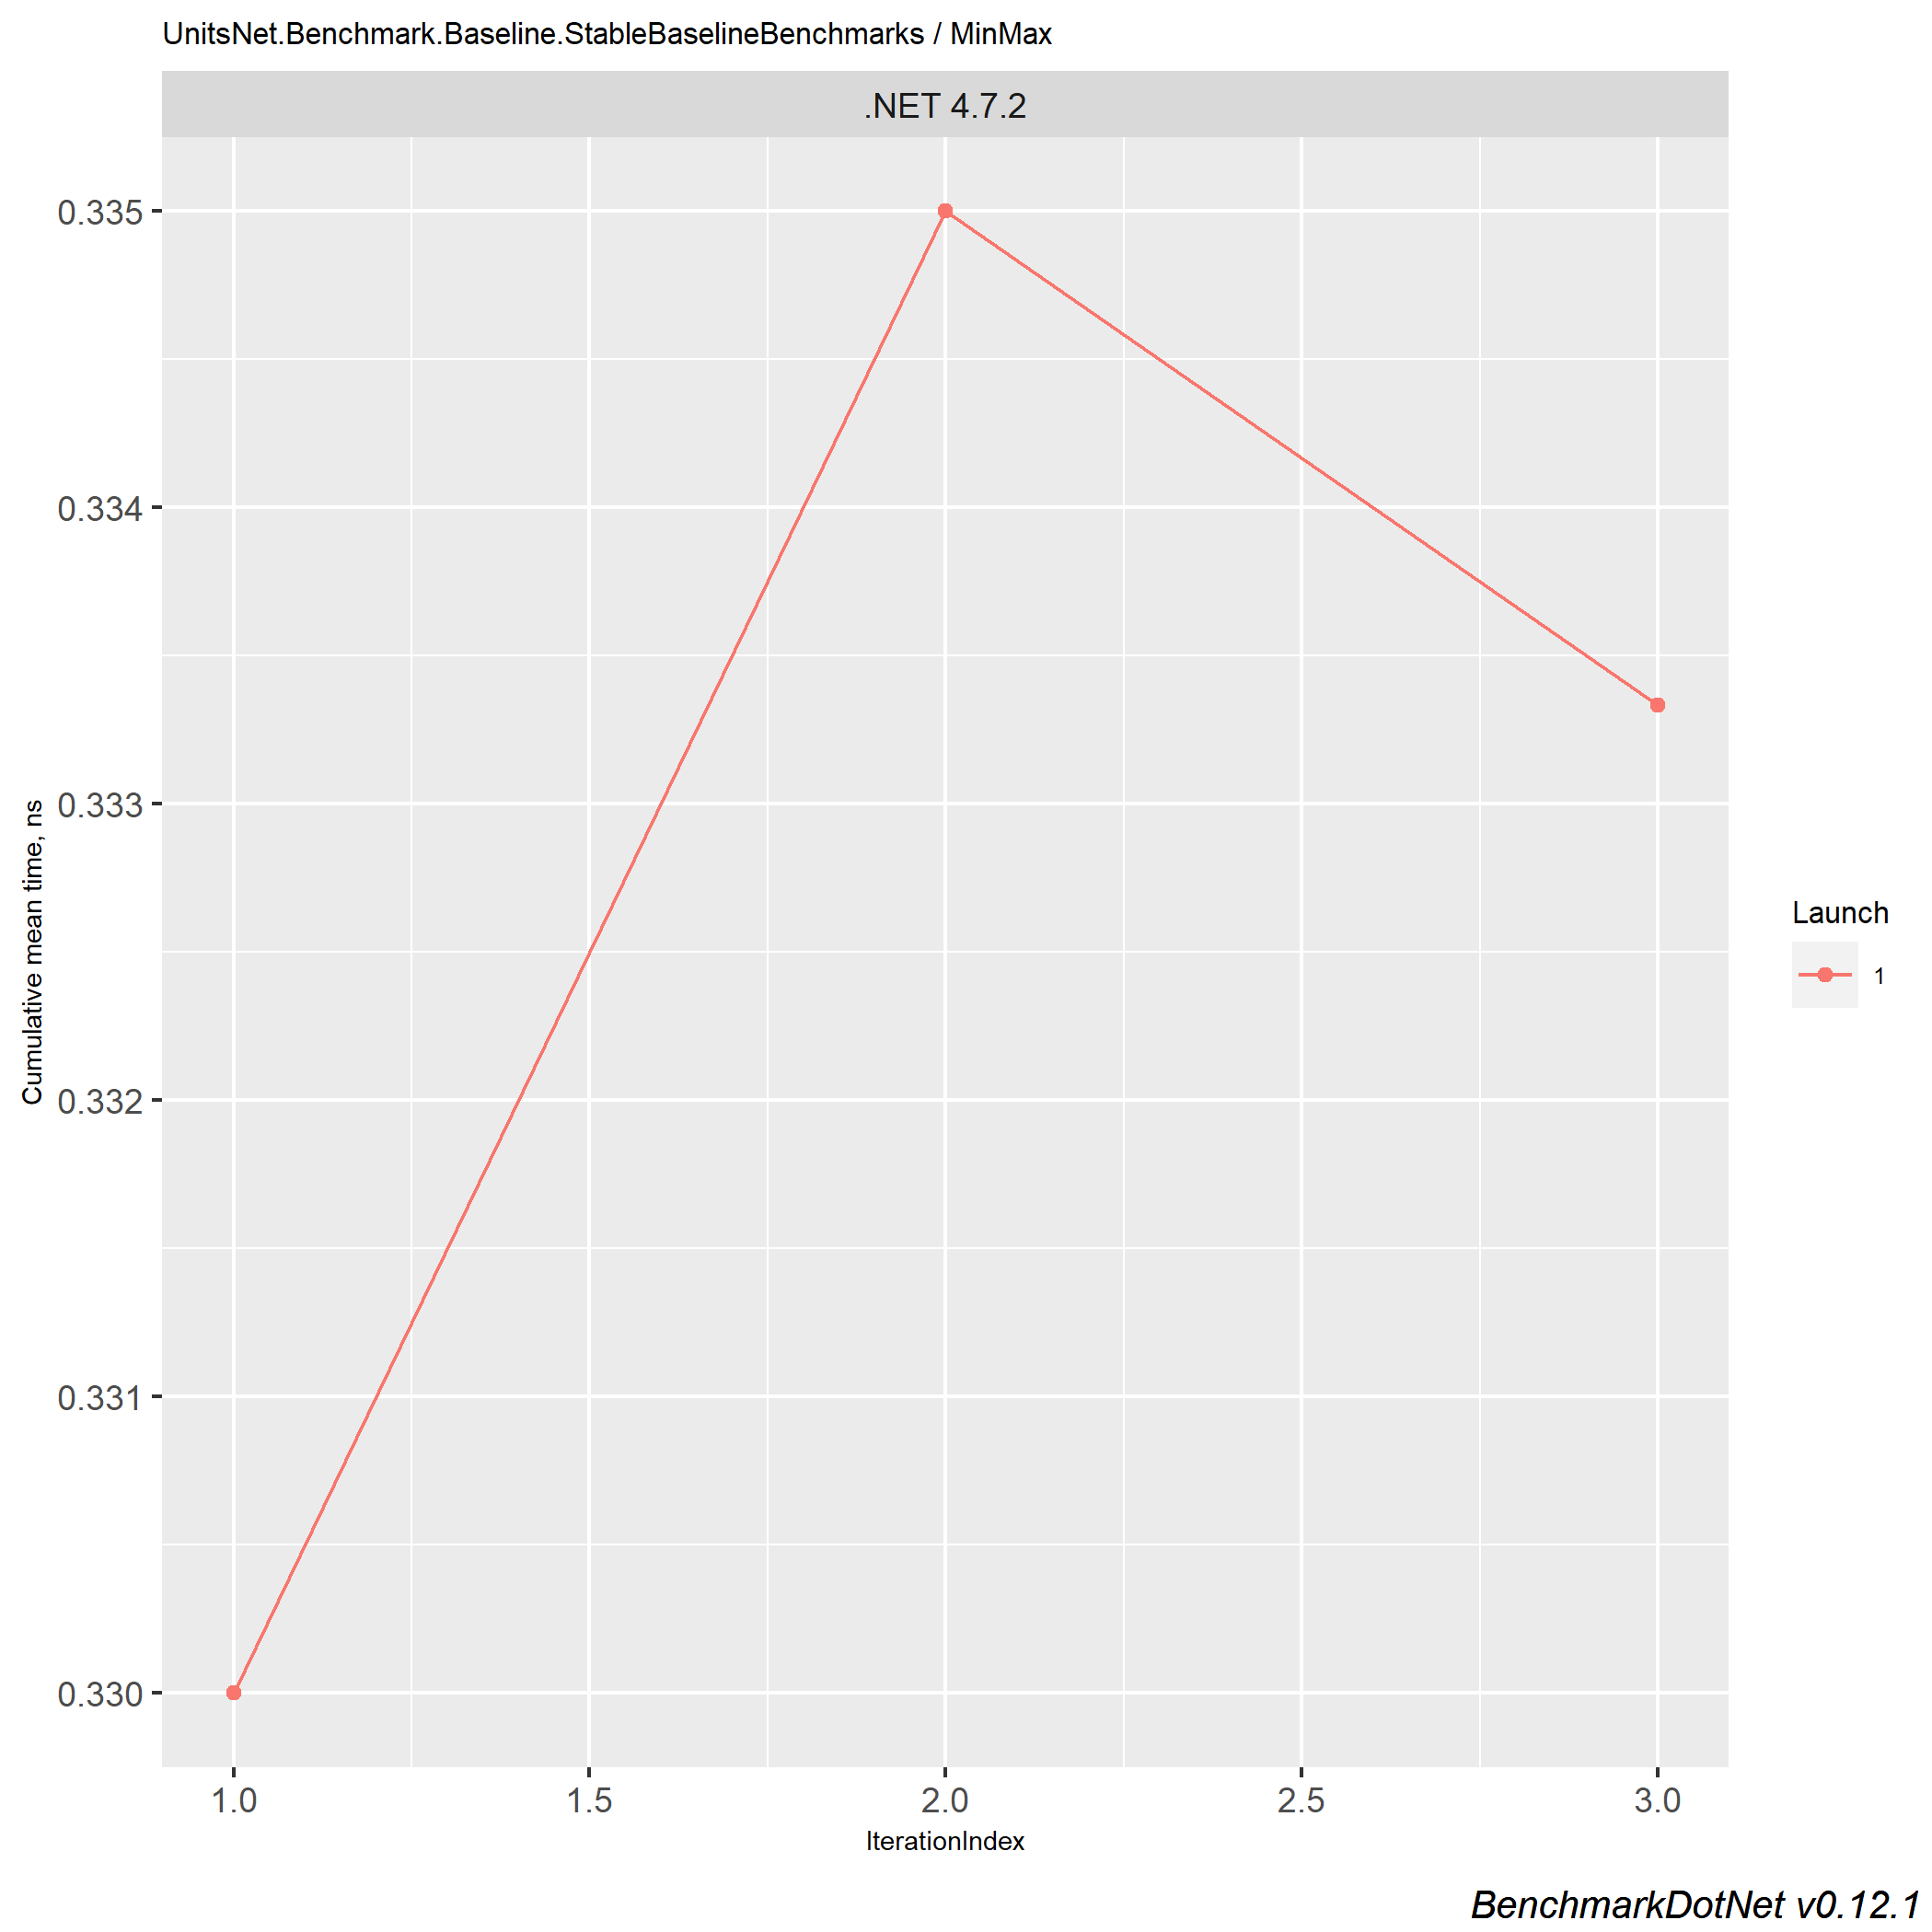 UnitsNet.Benchmark.Baseline.StableBaselineBenchmarks / MinMax
.NET 4.7.2
0.335
0.334
0.333
0.332
0.331
0.330
Cumulative mean time, ns
1.0 1.5 2.0 2.5 3.0
IterationIndex
Launch
1
BenchmarkDotNet v0.12.1